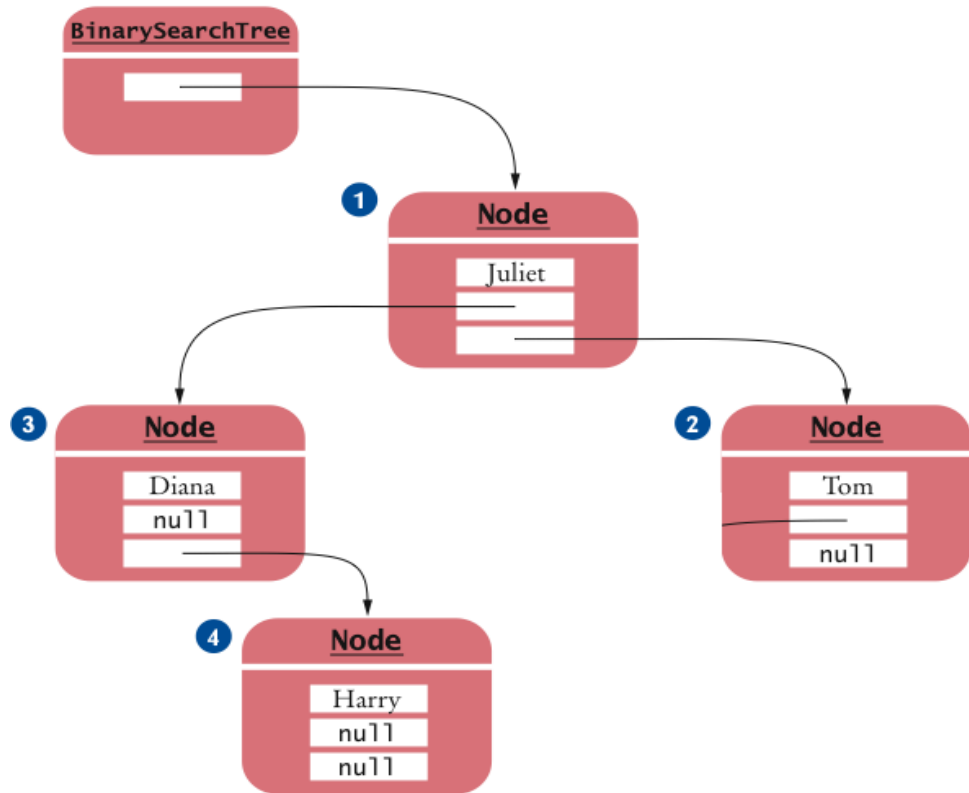 BinarySearchTree
1
Node
Juliet
3
Node
Diana
null
2
Node
Tom
null
4
Node
Harry
null
null